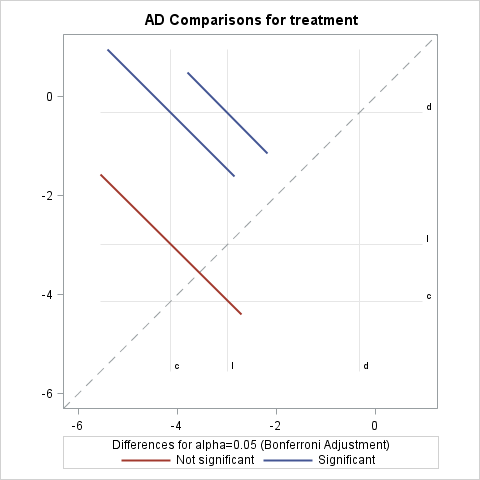 AD Comparisons for treatment
0
d
-2
l
-4
c
c l d
-6
-6 -4 -2 0
Differences for alpha=0.05 (Bonferroni Adjustment)
Not significant Significant